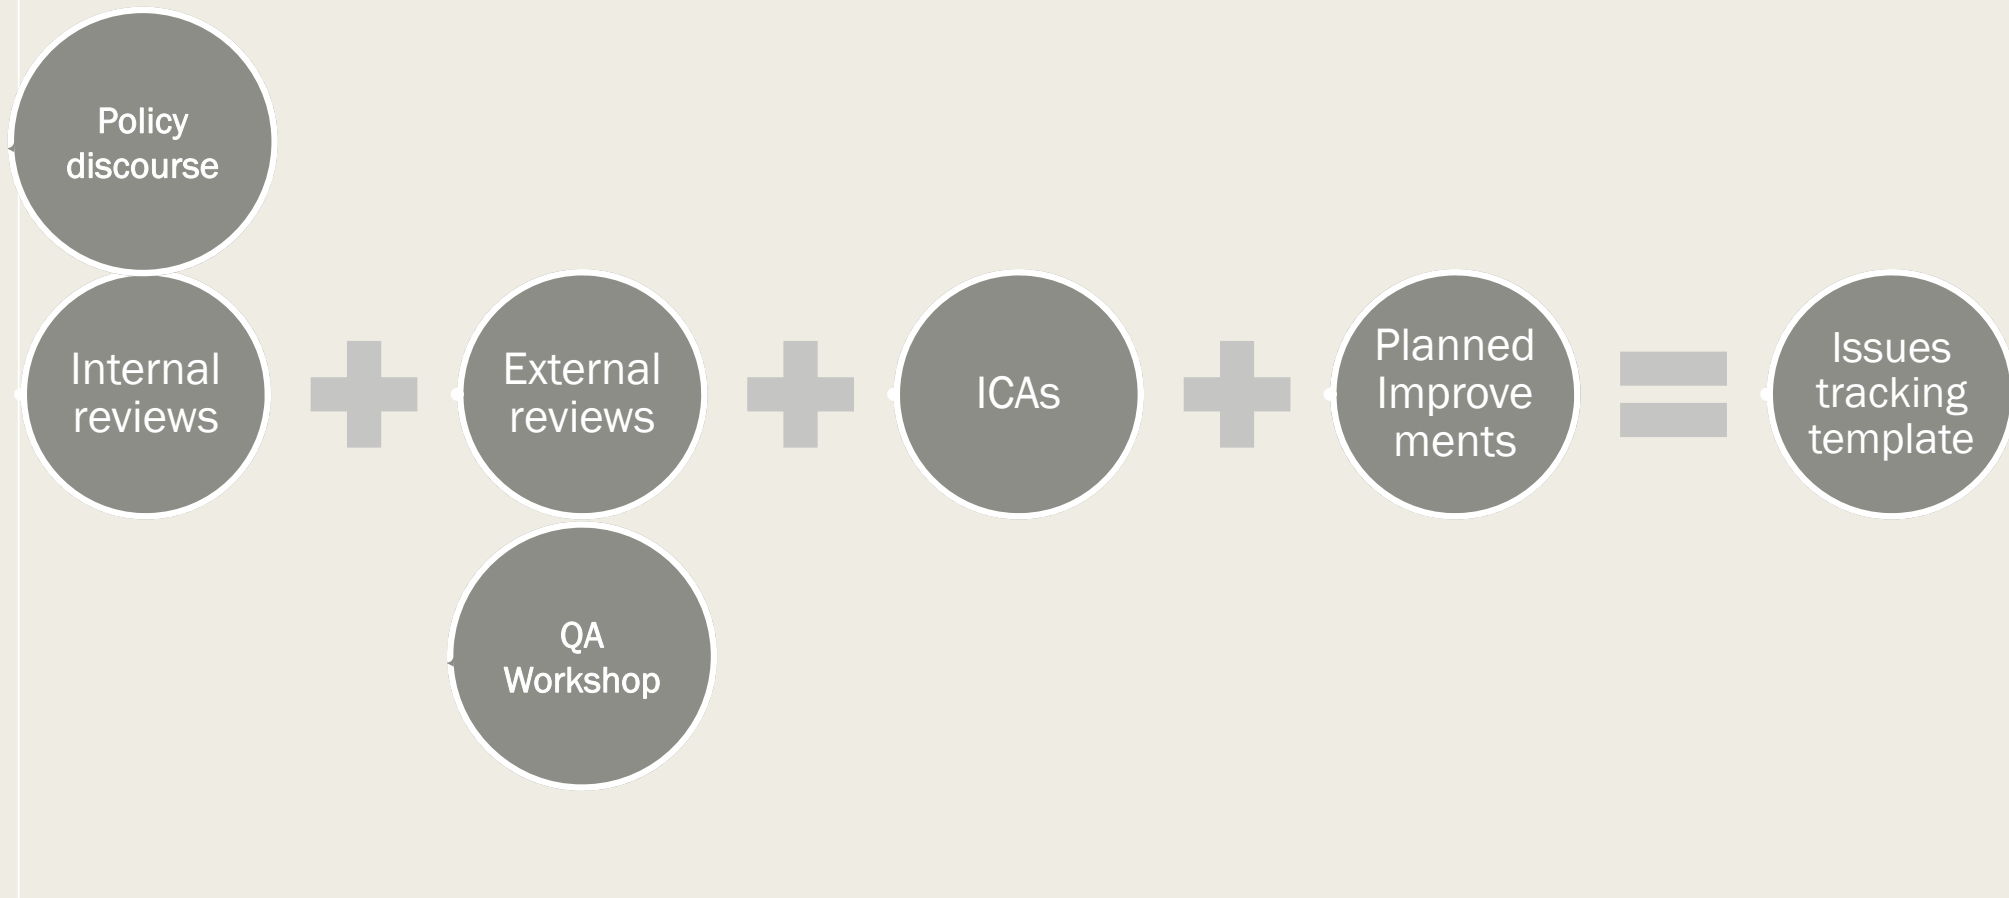 Policy
discourse
Internal
reviews
External
reviews
ICAs
Planned
Improve
ments
Issues
tracking
template
QA
Workshop